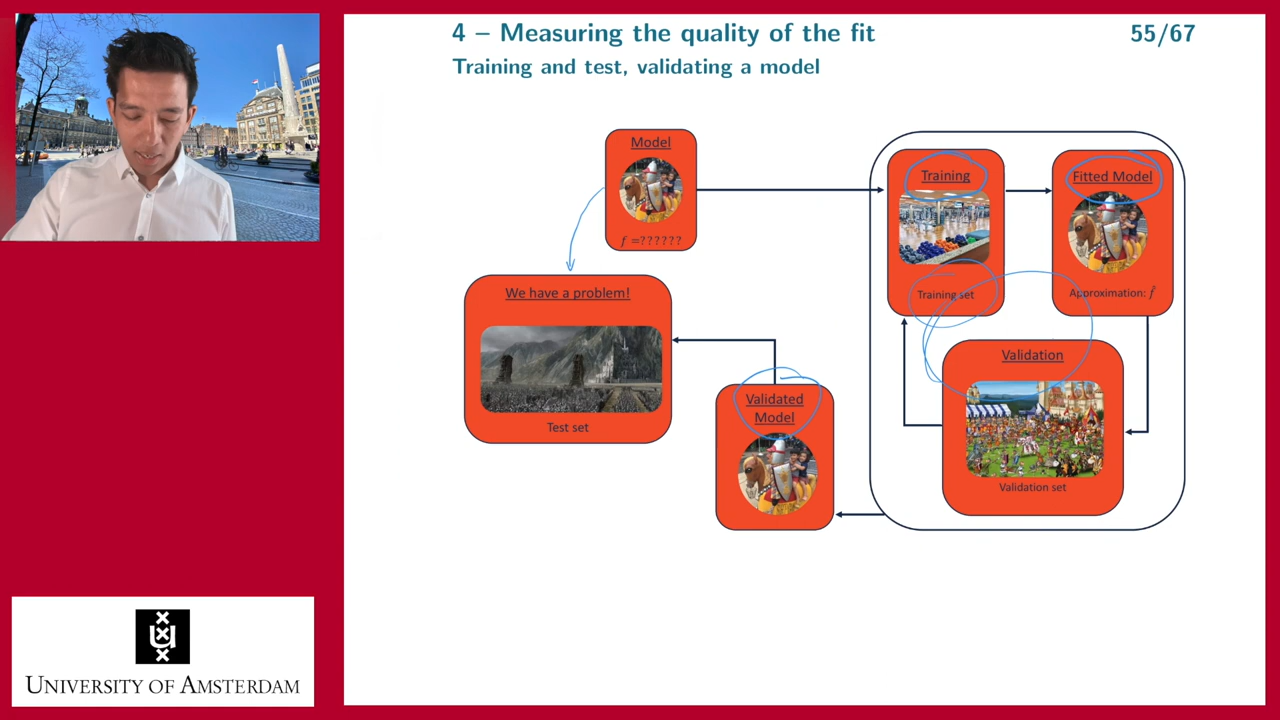 4 – Measuring the quality of the fit
55/67
Training and test, validating a model
Model
f =??????
Training
Training set
Fitted Model
Approximation: f̂
We have a problem!
Test set
Validated
Model
Validation
Validation set
UNIVERSITY OF AMSTERDAM